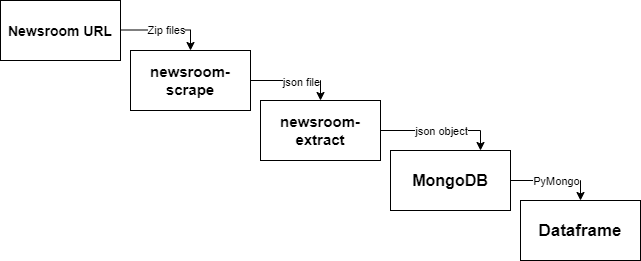 Newsroom URL
Zip files
newsroom-
scrape
json file
newsroom-
extract
json object
MongoDB
PyMongo
Dataframe